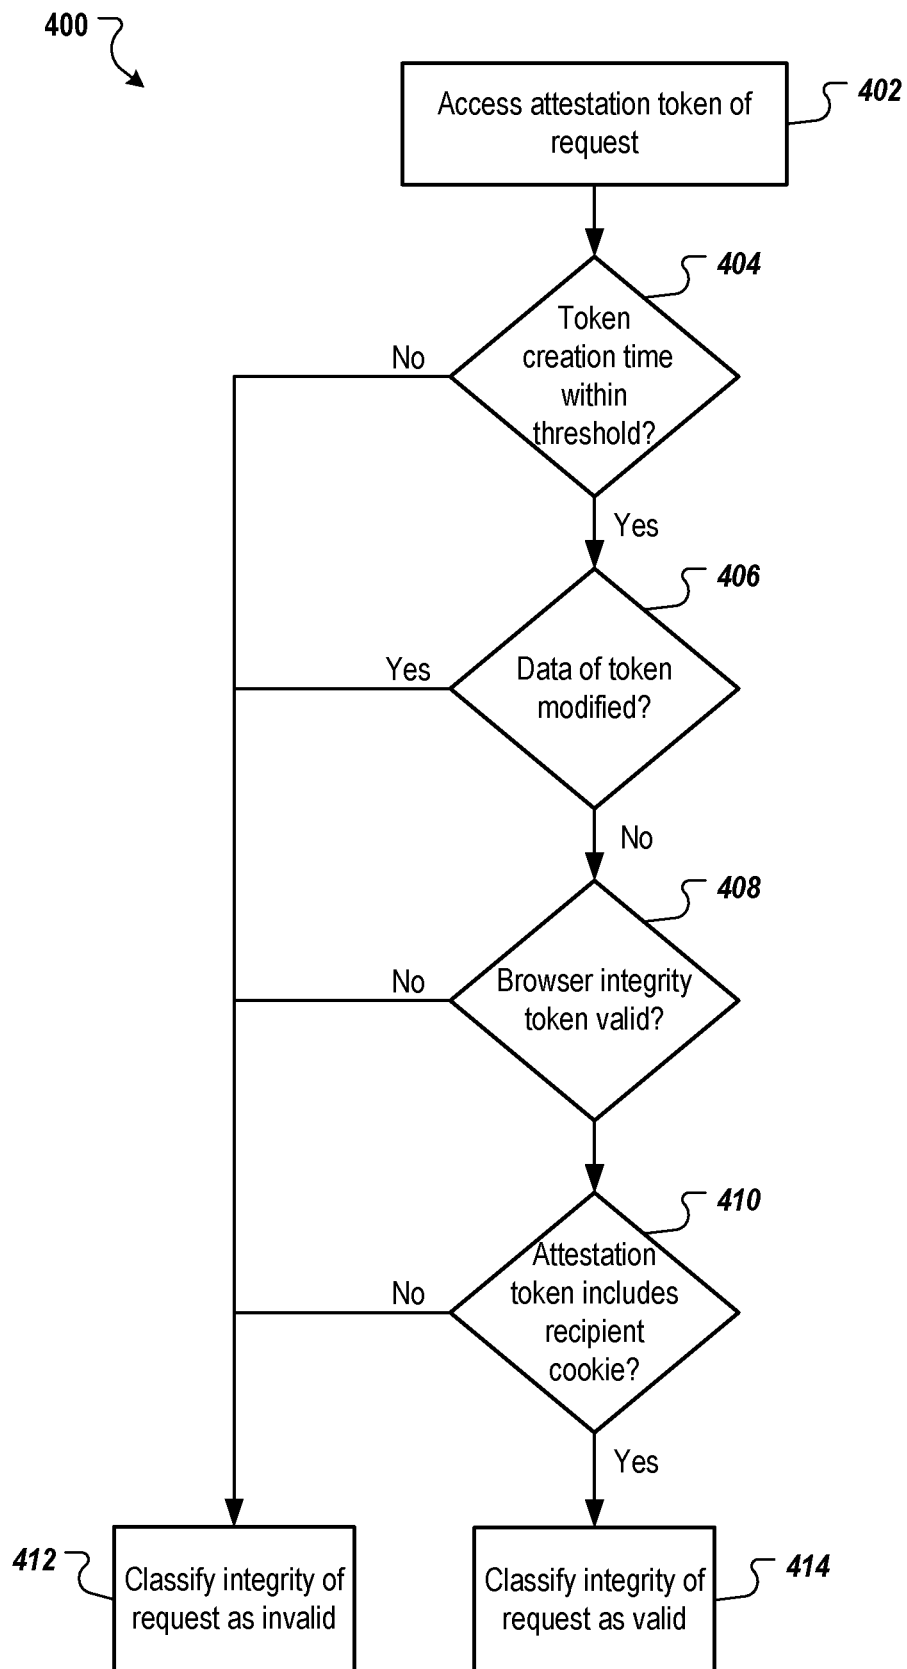 400
Access attestation token of
request
402
404
Token
creation time
within
threshold?
No
Yes
406
Data of token
modified?
Yes
No
408
Browser integrity
token valid?
No
410
Attestation
token includes
recipient
cookie?
No
Yes
412
Classify integrity of
request as invalid
Classify integrity of
request as valid
414